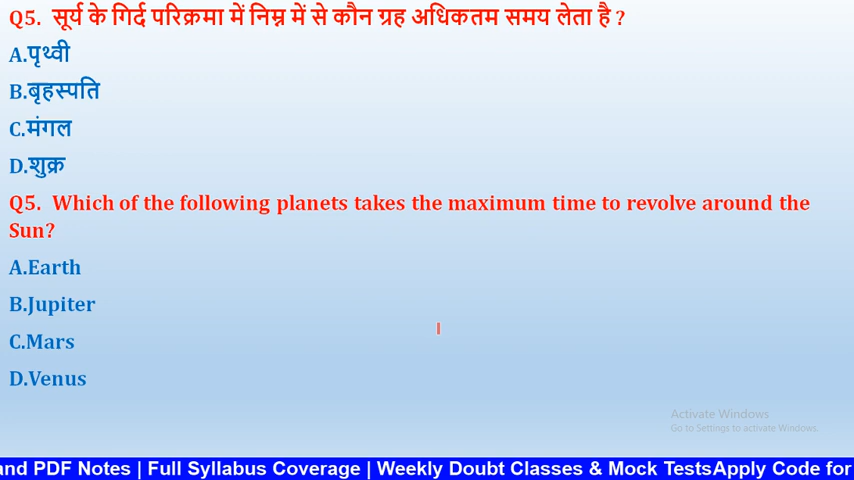 Q5. सूर्य के गिर्द परिक्रमा में निम्न में से कौन ग्रह अधिकतम समय लेता है ?
A.पृथ्वी
B.बृहस्पति
C.मंगल
D.शुक्र
Q5. Which of the following planets takes the maximum time to revolve around the
Sun?
A.Earth
B.Jupiter
C.Mars
D.Venus
Activate Windows
Go to Settings to activate Windows.
and PDF Notes | Full Syllabus Coverage | Weekly Doubt Classes & Mock TestsApply Code for